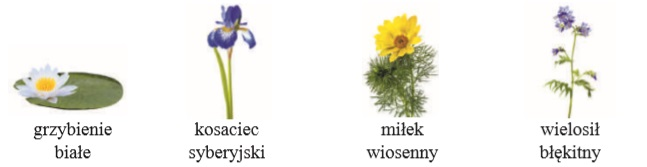 grzybienie
białe
kosaciec
syberyjski
miłek
wiosenny
wielosił
błękitny